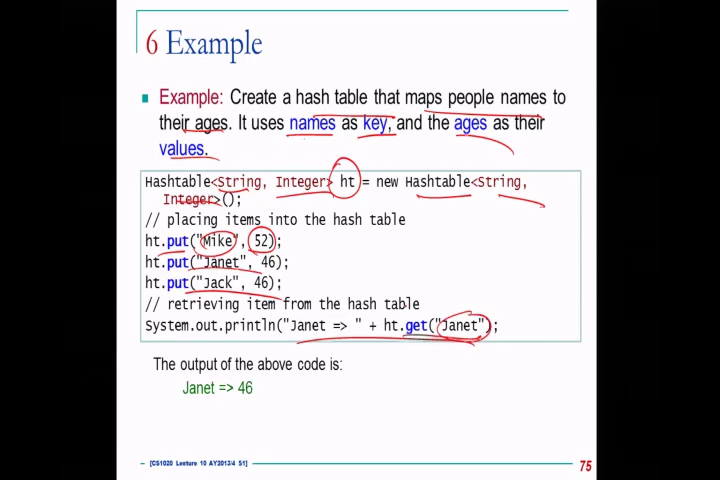 6 Example
Example: Create a hash table that maps people names to
their ages. It uses names as key, and the ages as their
values.
Hashtable<String, Integer> ht = new Hashtable<String,
Integer>();
// placing items into the hash table
ht.put("Mike", 52);
ht.put("Janet", 46);
ht.put("Jack", 46);
// retrieving item from the hash table
System.out.println("Janet => " + ht.get("Janet");
The output of the above code is:
Janet => 46
[CS1020 Lecture 10 AY2013/4 S1]
75